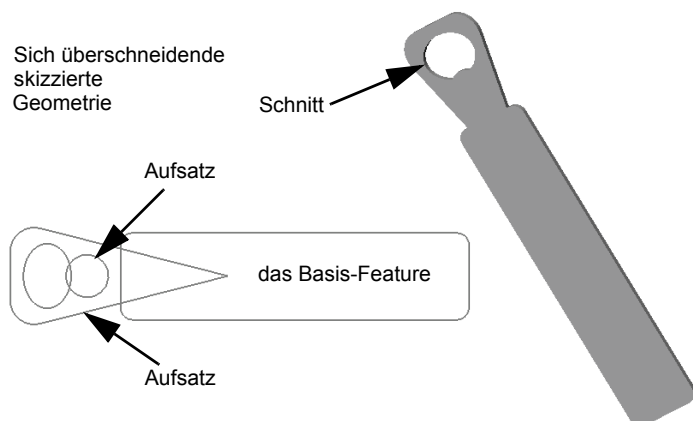 Sich überschneidende
skizzierte
Geometrie
Schnitt
Aufsatz
das Basis-Feature
Aufsatz